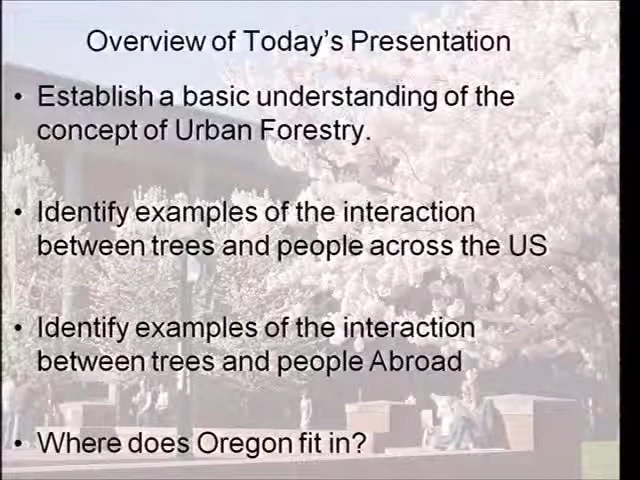 Overview of Today's Presentation
• Establish a basic understanding of the
concept of Urban Forestry.
• Identify examples of the interaction
between trees and people across the US
• Identify examples of the interaction
between trees and people Abroad
• Where does Oregon fit in?